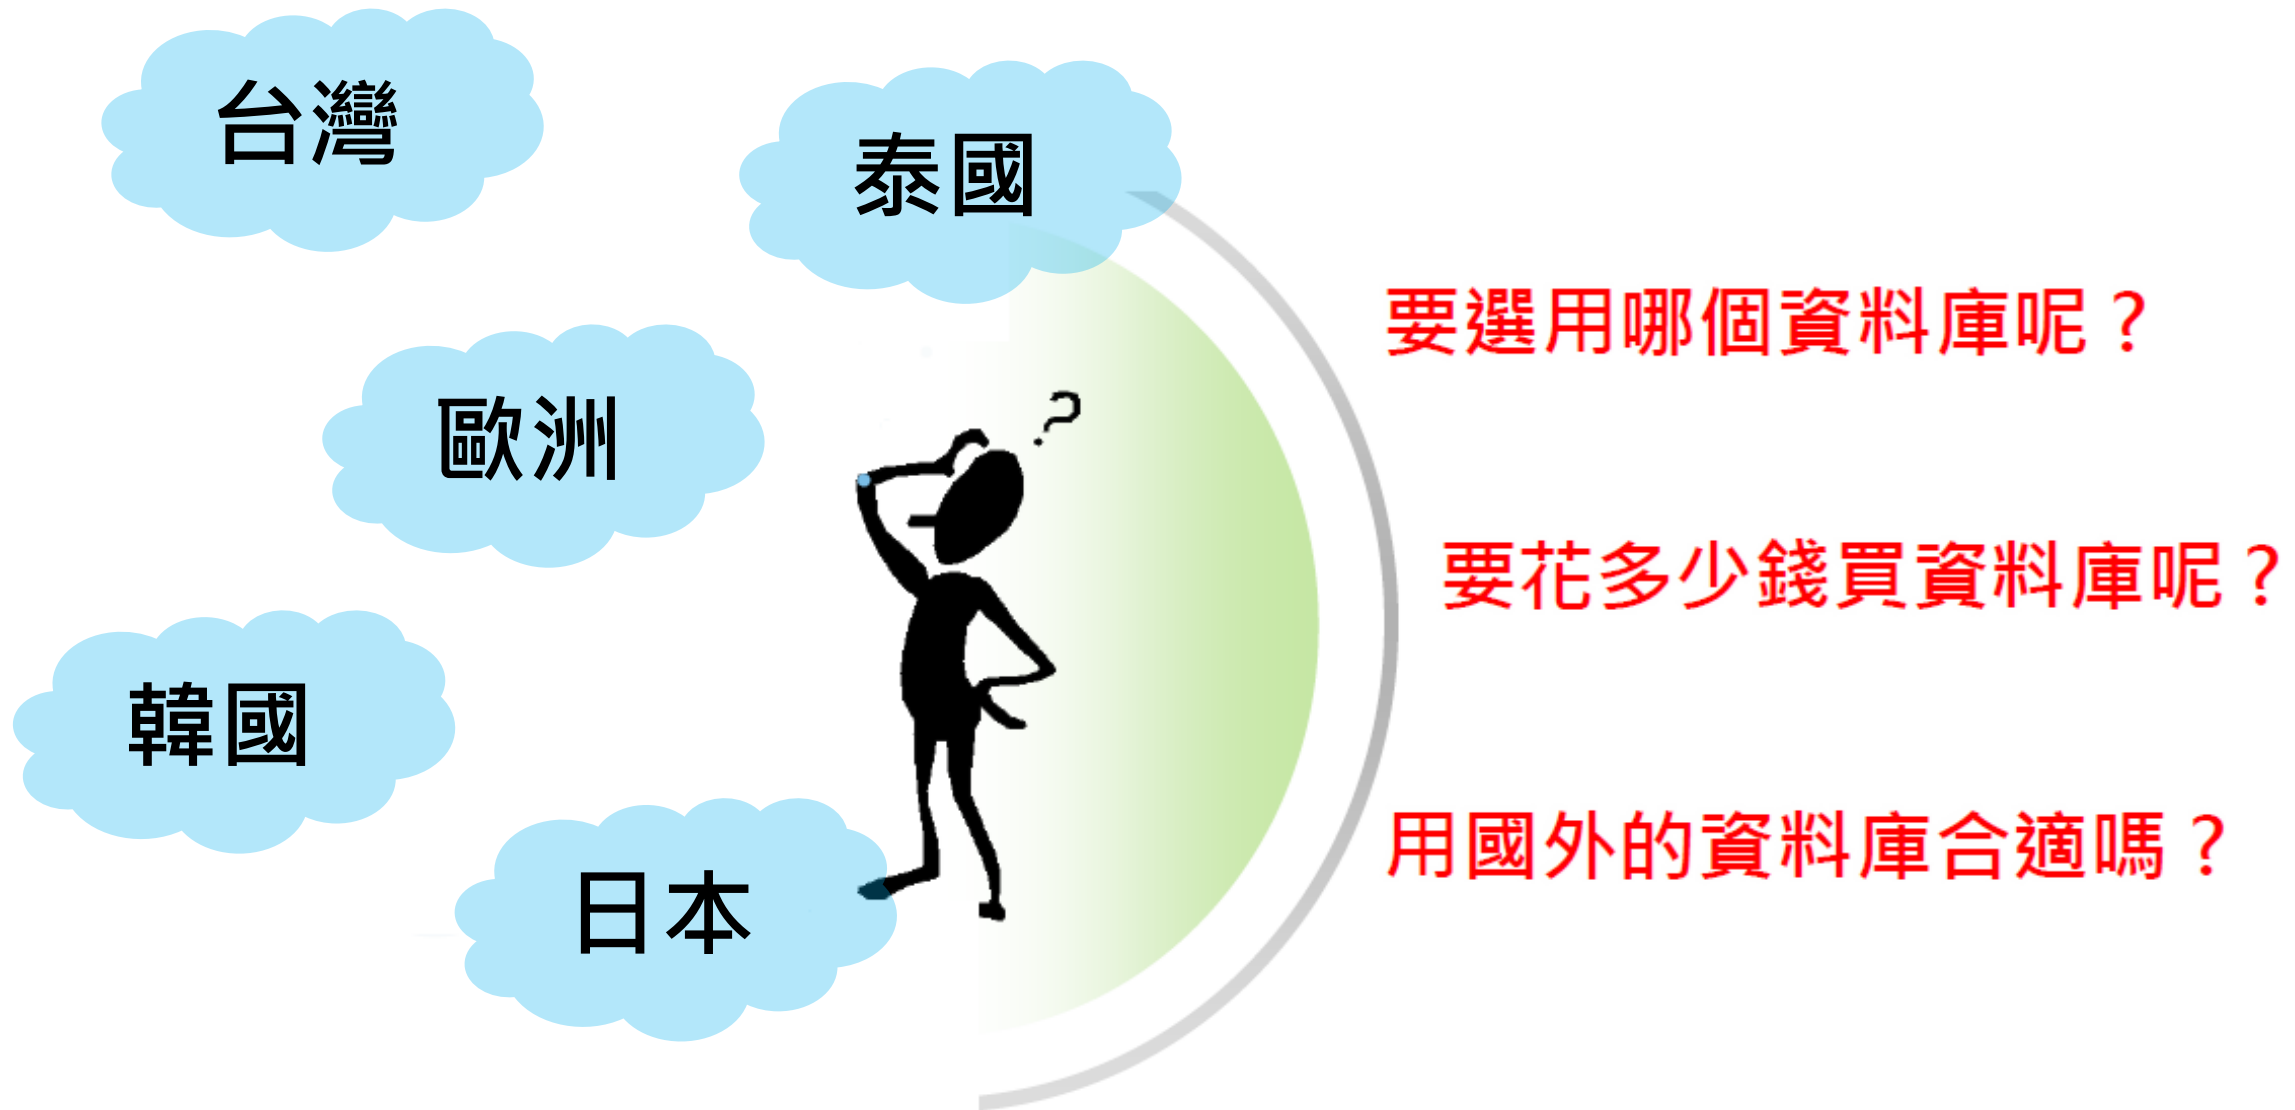 台灣
泰國
歐洲
韓國
日本
要選用哪個資料庫呢？
要花多少錢買資料庫呢？
用國外的資料庫合適嗎？
?